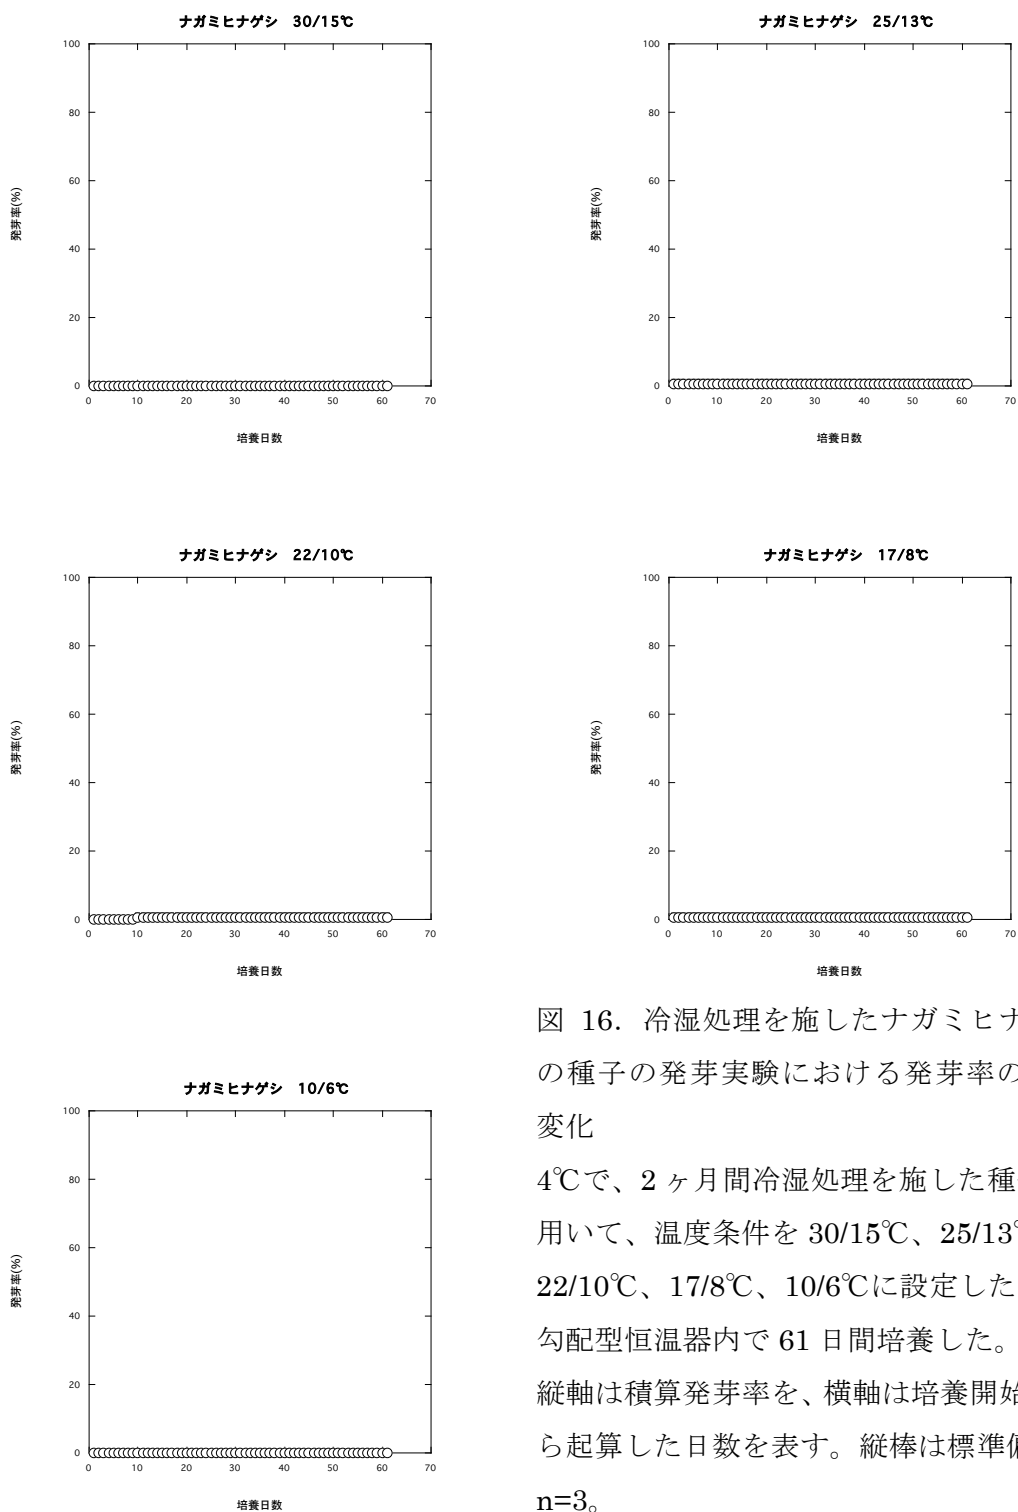 ナガミヒナゲシ 30/15℃
100
80
60
40
20
0
0 10 20 30 40 50 60 70
発芽率(%)
培養日数
ナガミヒナゲシ 25/13℃
100
80
60
40
20
0
0 10 20 30 40 50 60 70
発芽率(%)
培養日数
ナガミヒナゲシ 22/10℃
100
80
60
40
20
0
0 10 20 30 40 50 60 70
発芽率(%)
培養日数
ナガミヒナゲシ 17/8℃
100
80
60
40
20
0
0 10 20 30 40 50 60 70
発芽率(%)
培養日数
ナガミヒナゲシ 10/6℃
100
80
60
40
20
0
0 10 20 30 40 50 60 70
発芽率(%)
培養日数
図 16. 冷湿処理を施したナガミヒナ
の種子の発芽実験における発芽率の
変化
4℃で、2 ヶ月間冷湿処理を施した種
用いて、温度条件を 30/15℃、25/13℃
22/10℃、17/8℃、10/6℃に設定した
勾配型恒温器内で 61 日間培養した。
縦軸は積算発芽率を、横軸は培養開始
ら起算した日数を表す。縦棒は標準偏
n=3。